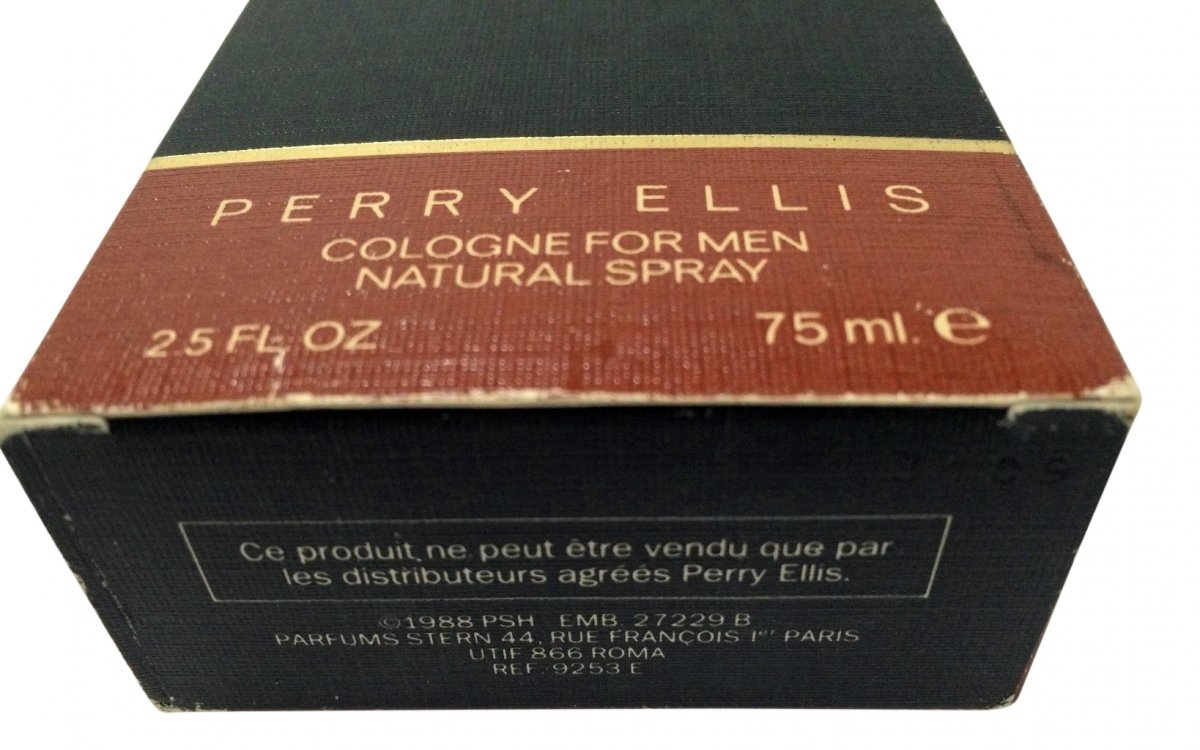 PERRY ELLIS
COLOGNE FOR MEN
NATURAL SPRAY
2.5 FL. OZ 75 ml. ℮
Ce produit ne peut être vendu que par
les distributeurs agréés Perry Ellis.
©1988 PSH EMB. 27229 B
PARFUMS STERN 44, RUE FRANÇOIS Iᵉʳ PARIS
UTIF 866 ROMA
REF. 9253 E